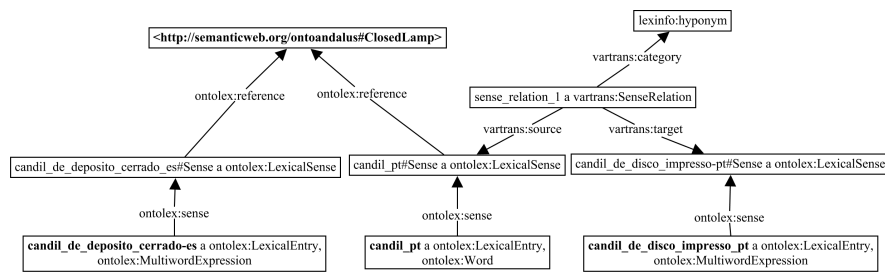 lexinfo:hyponym
<http://semanticweb.org/ontoandalus#ClosedLamp>
vartrans:category
ontolex:reference
ontolex:reference
sense_relation_1 a vartrans:SenseRelation
vartrans:source
vartrans:target
candil_de_deposito_cerrado_es#Sense a ontolex:LexicalSense
candil_pt#Sense a ontolex:LexicalSense
candil_de_disco_impresso-pt#Sense a ontolex:LexicalSense
ontolex:sense
ontolex:sense
ontolex:sense
candil_de_deposito_cerrado-es a ontolex:LexicalEntry,
ontolex:MultiwordExpression
candil_pt a ontolex:LexicalEntry,
ontolex:Word
candil_de_disco_impresso_pt a ontolex:LexicalEntry,
ontolex:MultiwordExpression